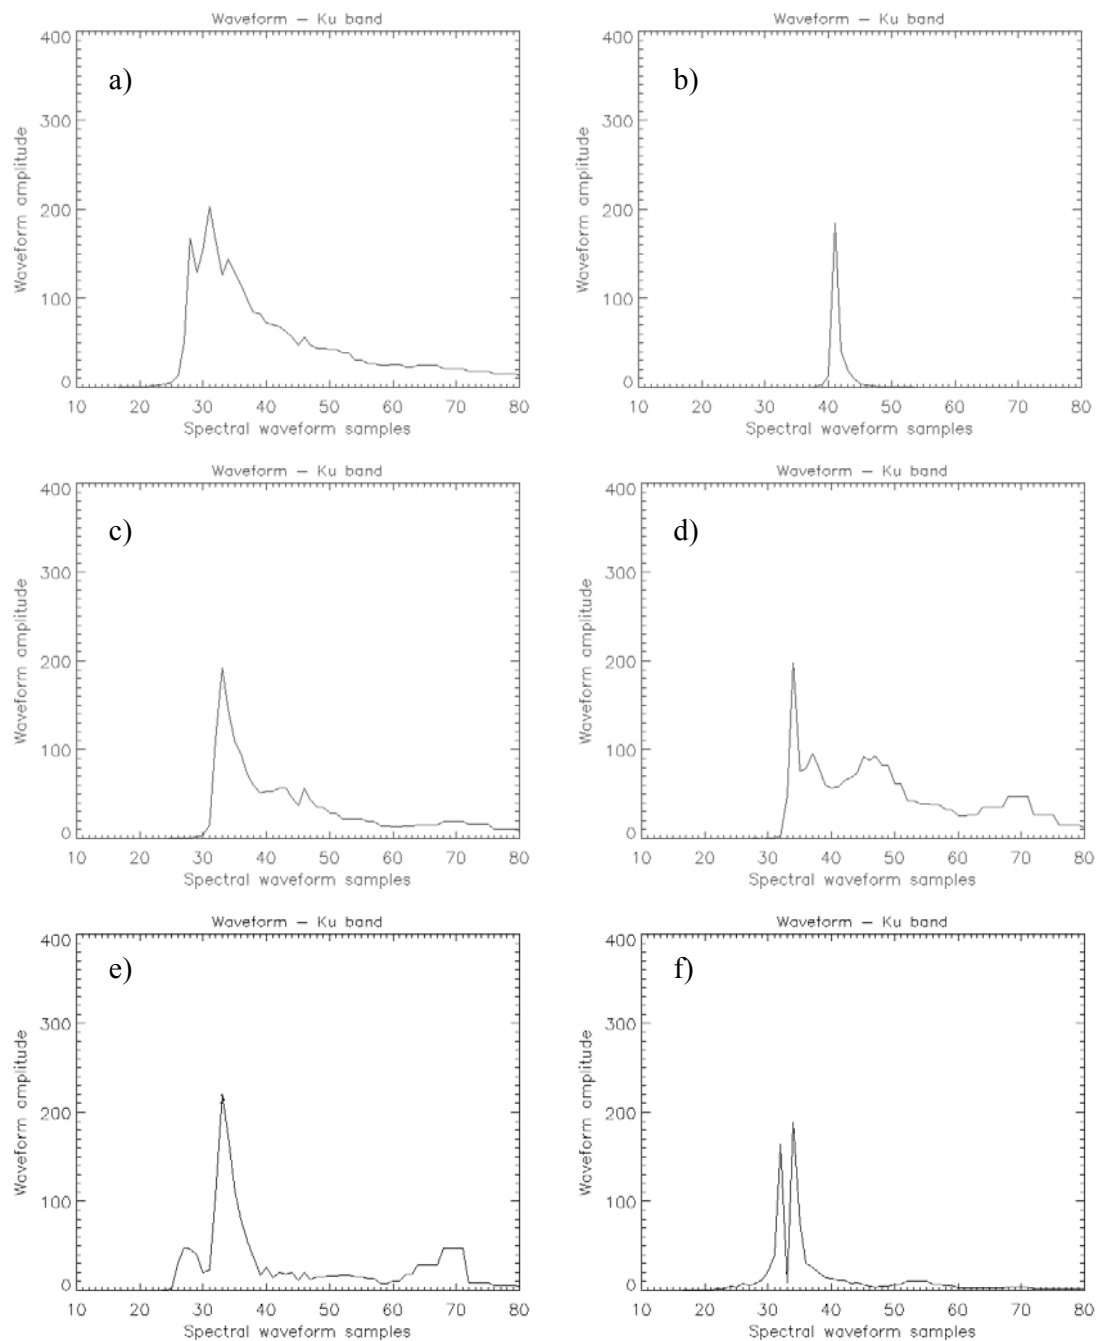 Waveform — Ku band
Waveform — Ku band
a)
b)
400
300
200
100
0
Waveform amplitude
10 20 30 40 50 60 70 80
Spectral waveform samples
400
300
200
100
0
Waveform amplitude
10 20 30 40 50 60 70 80
Spectral waveform samples
Waveform — Ku band
Waveform — Ku band
c)
d)
400
300
200
100
0
Waveform amplitude
10 20 30 40 50 60 70 80
Spectral waveform samples
400
300
200
100
0
Waveform amplitude
10 20 30 40 50 60 70 80
Spectral waveform samples
Waveform — Ku band
Waveform — Ku band
e)
f)
400
300
200
100
0
Waveform amplitude
10 20 30 40 50 60 70 80
Spectral waveform samples
400
300
200
100
0
Waveform amplitude
10 20 30 40 50 60 70 80
Spectral waveform samples